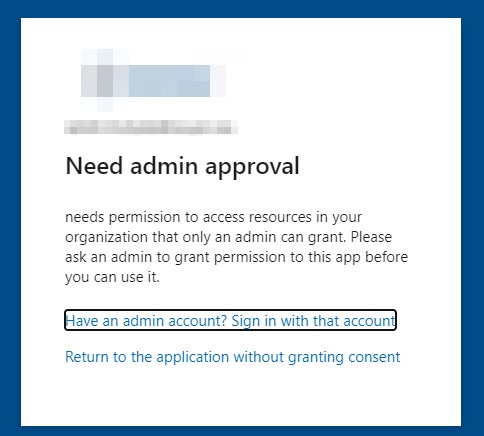 Need admin approval
needs permission to access resources in your
organization that only an admin can grant. Please
ask an admin to grant permission to this app before
you can use it.
Have an admin account? Sign in with that account
Return to the application without granting consent